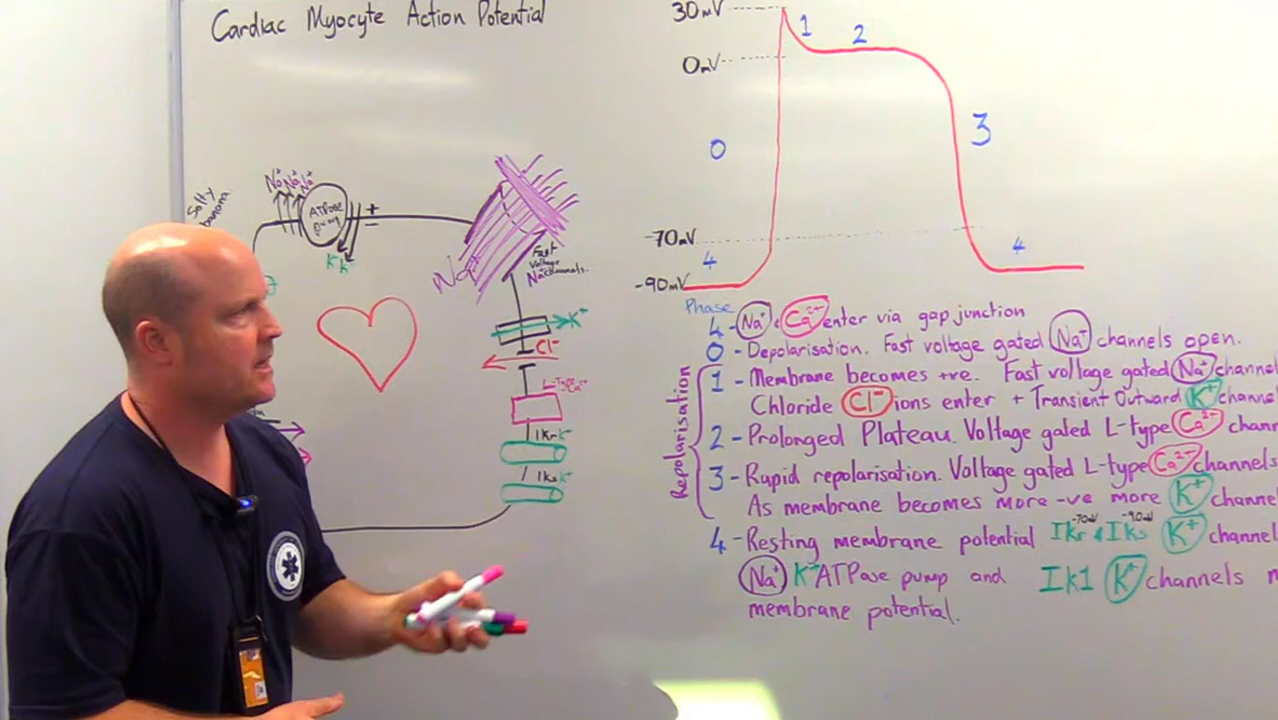 Cardiac Myocyte Action Potential
30mV
1
2
0mV
0
3
-70mV
4
4
-90mV
Salty
banana
Na+ Na+ Na+
ATPase
pump
+
-
K+ K+
Na+
Fast
Voltage
Na+ channels.
K+
Cl-
L-Type Ca2+
IKr K+
IKs K+
Phase
4 - Na+ & Ca2+ enter via gap junction
0 - Depolarisation. Fast voltage gated Na+ channels open.
Repolarisation
1 - Membrane becomes +ve. Fast voltage gated Na+ channel
Chloride Cl- ions enter + Transient Outward K+ channe
2 - Prolonged Plateau. Voltage gated L-type Ca2+ chann
3 - Rapid repolarisation. Voltage gated L-type Ca2+ channels
As membrane becomes more -ve more K+ channel
-70mV -90mV
4 - Resting membrane potential IKr & IKs K+ channel
Na+ K+ ATPase pump and Ik1 K+ channels m
membrane potential.